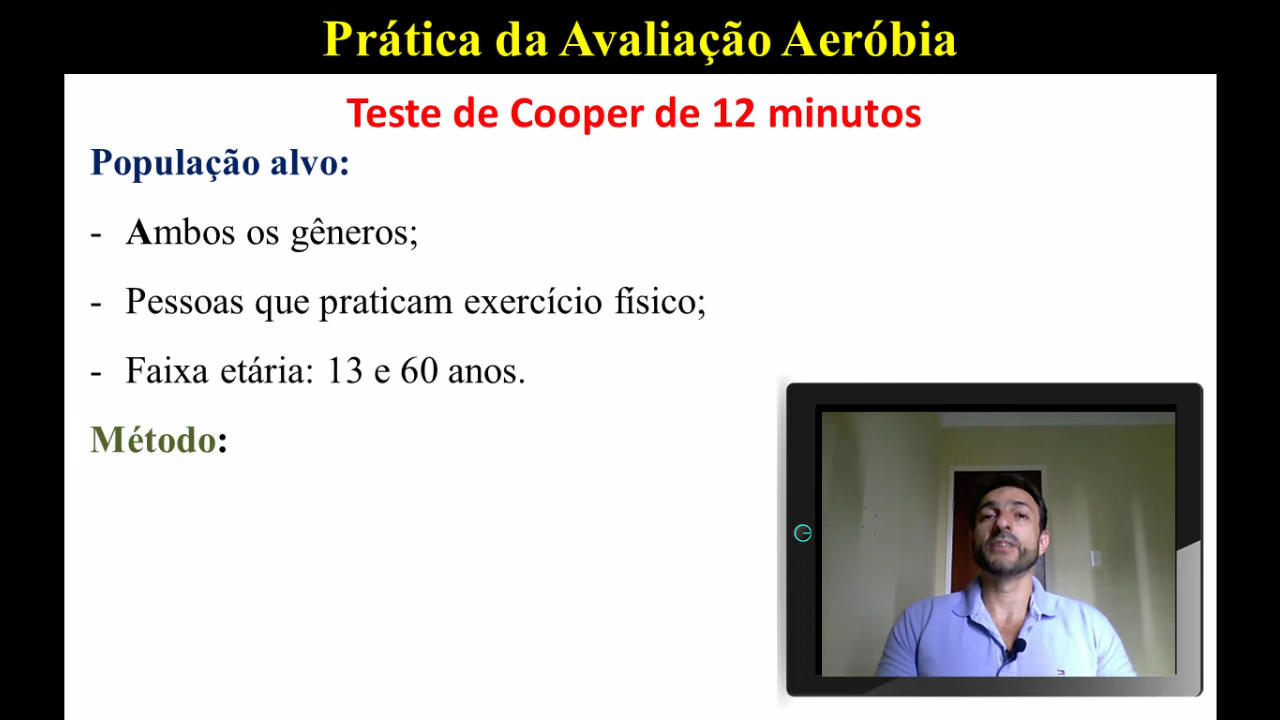 Prática da Avaliação Aeróbia
Teste de Cooper de 12 minutos
População alvo:
- Ambos os gêneros;
- Pessoas que praticam exercício físico;
- Faixa etária: 13 e 60 anos.
Método: